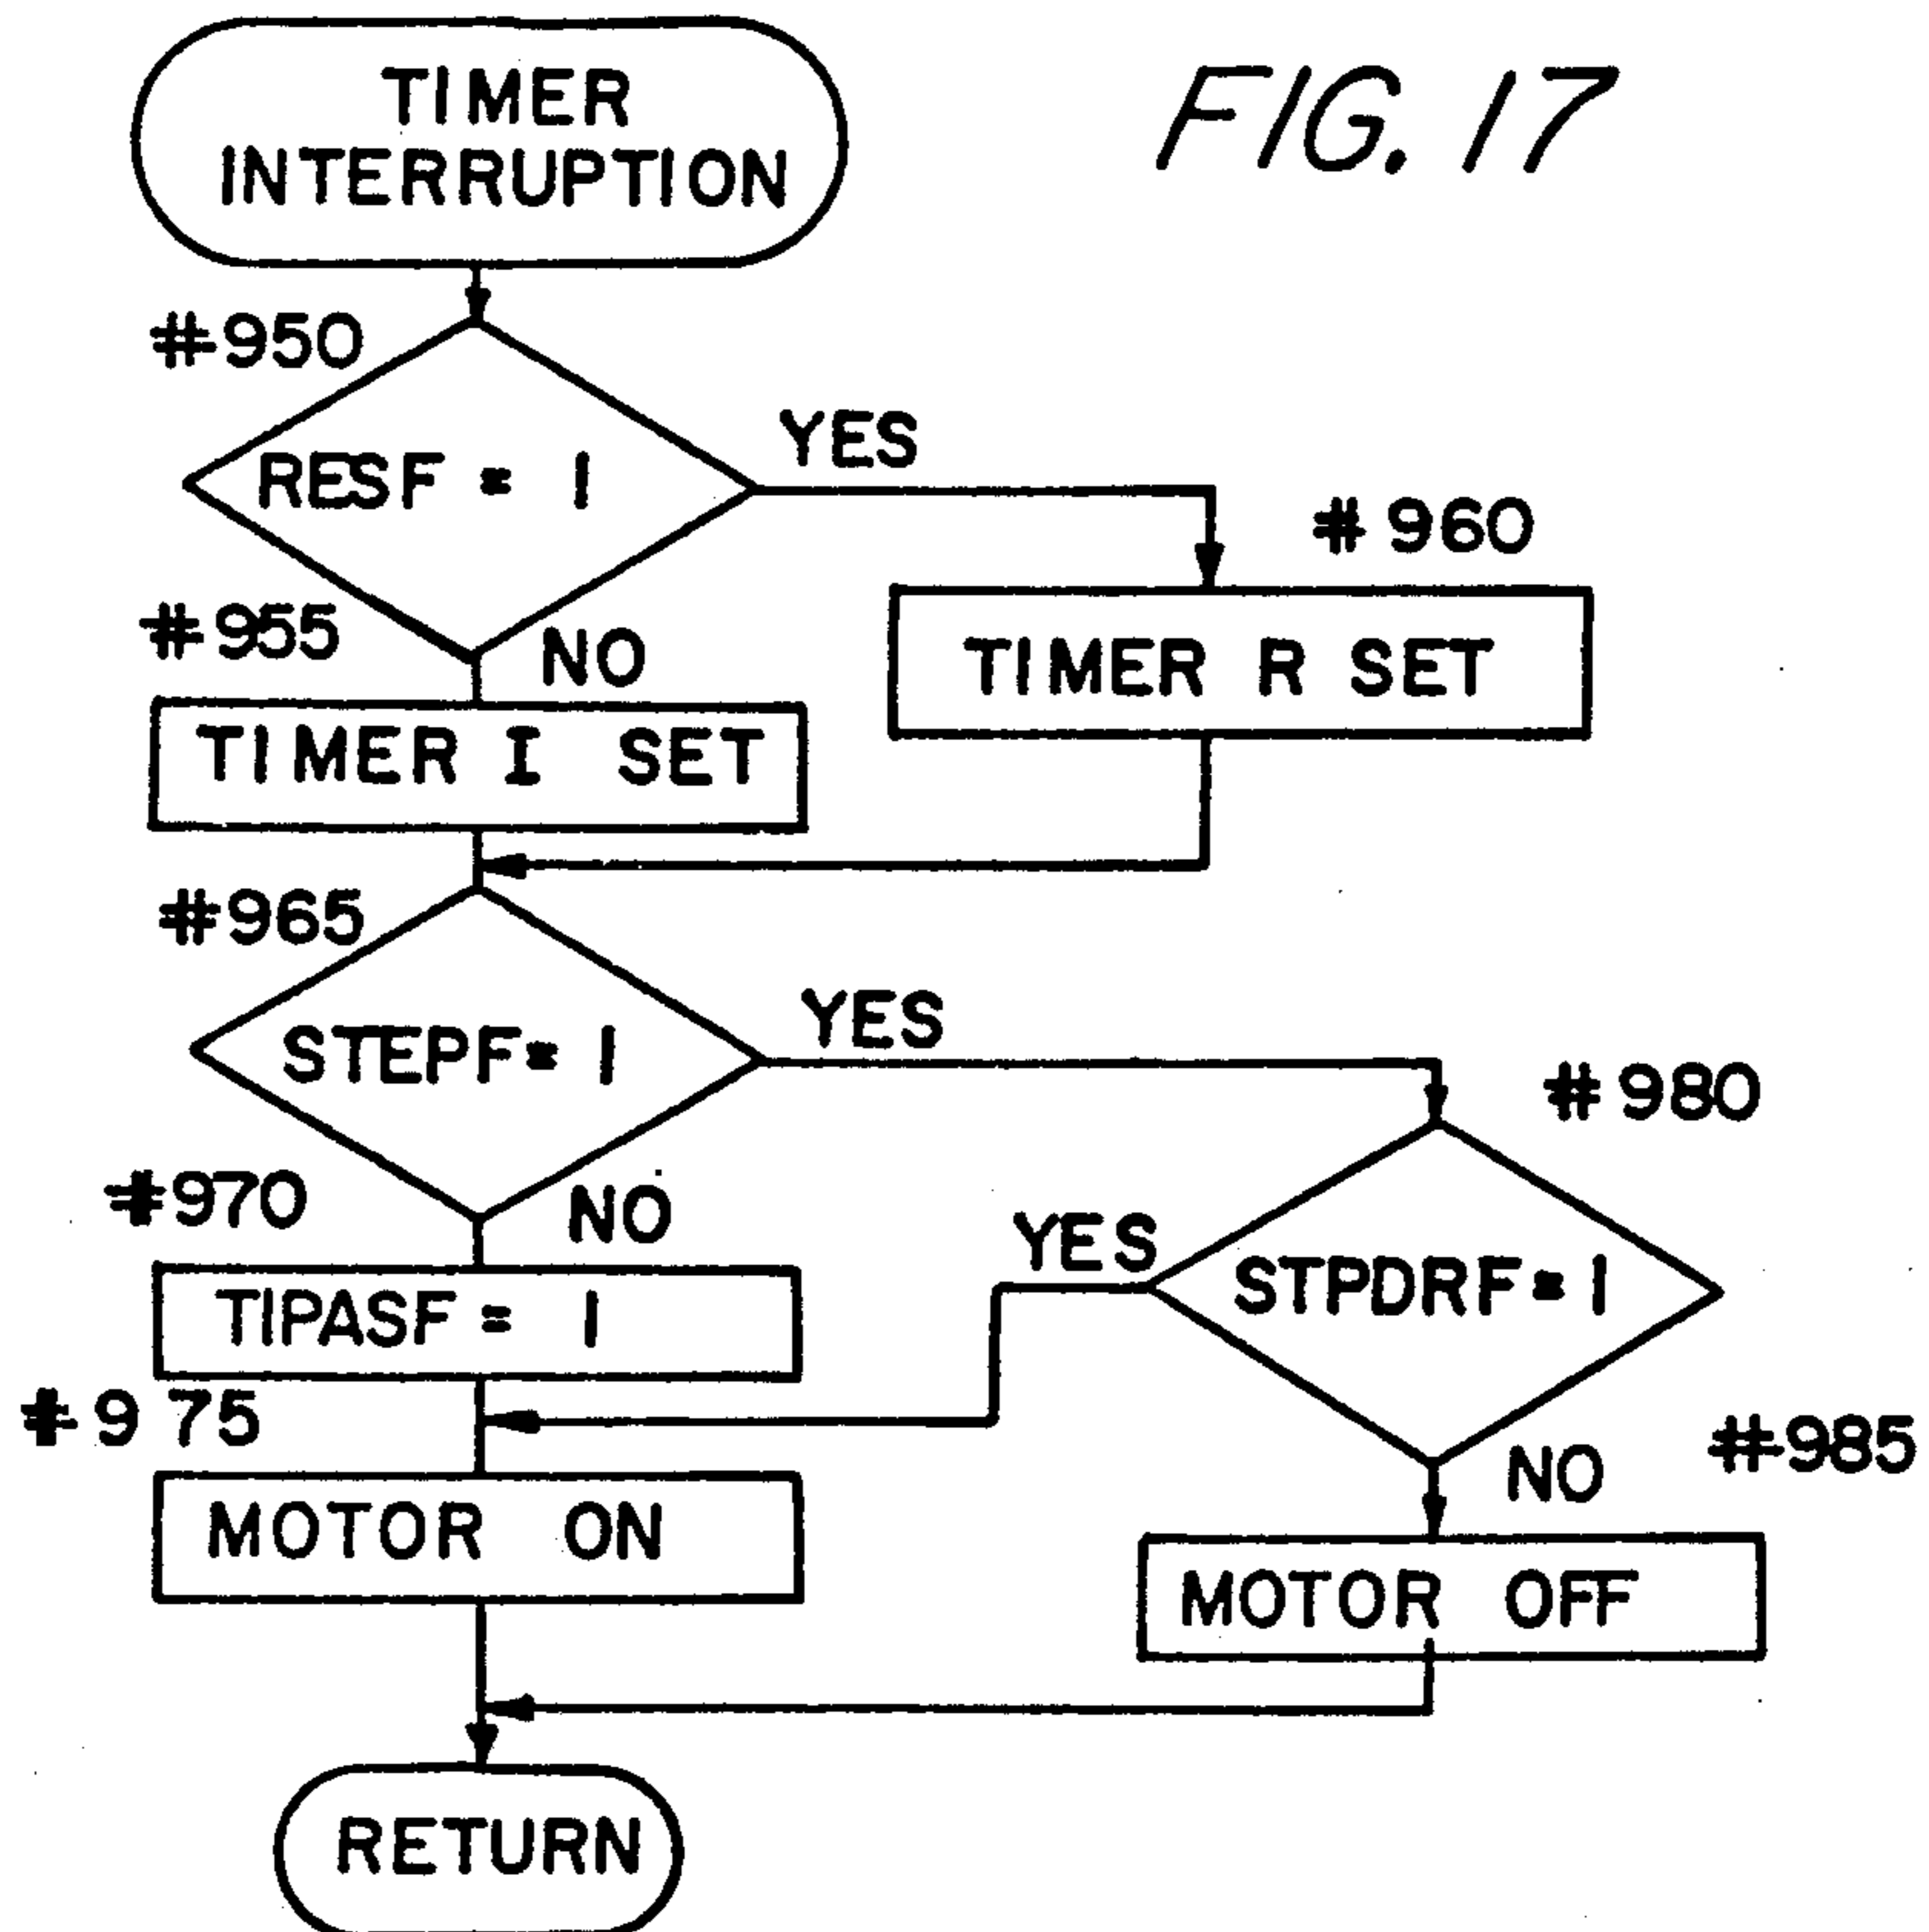 TIMER
INTERRUPTION
FIG. 17
#950
RESF = 1
YES
#960
TIMER R SET
#955
NO
TIMER I SET
#965
STEPF= 1
YES
#980
#970
NO
TIPASF= 1
YES
STPDRF=1
#975
MOTOR ON
NO
#985
MOTOR OFF
RETURN